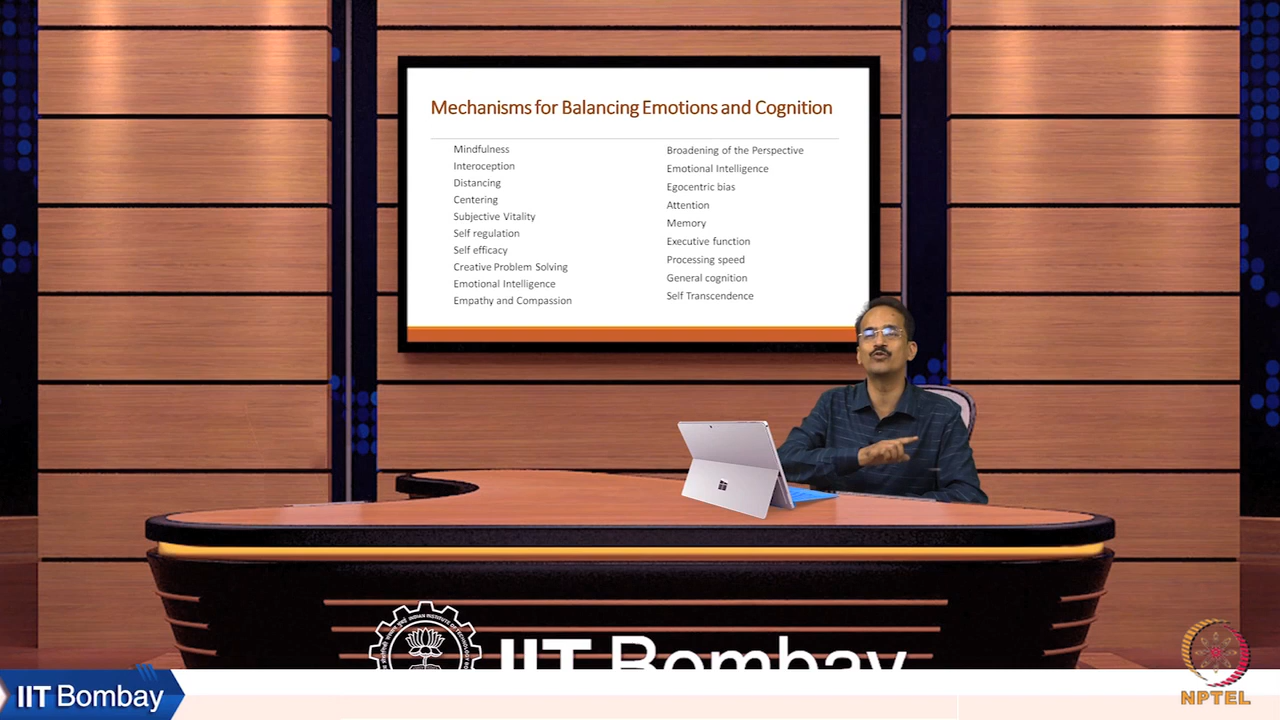 Mechanisms for Balancing Emotions and Cognition
Mindfulness
Interoception
Distancing
Centering
Subjective Vitality
Self regulation
Self efficacy
Creative Problem Solving
Emotional Intelligence
Empathy and Compassion
Broadening of the Perspective
Emotional Intelligence
Egocentric bias
Attention
Memory
Executive function
Processing speed
General cognition
Self Transcendence
IIT Bombay
IIT Bombay
NPTEL